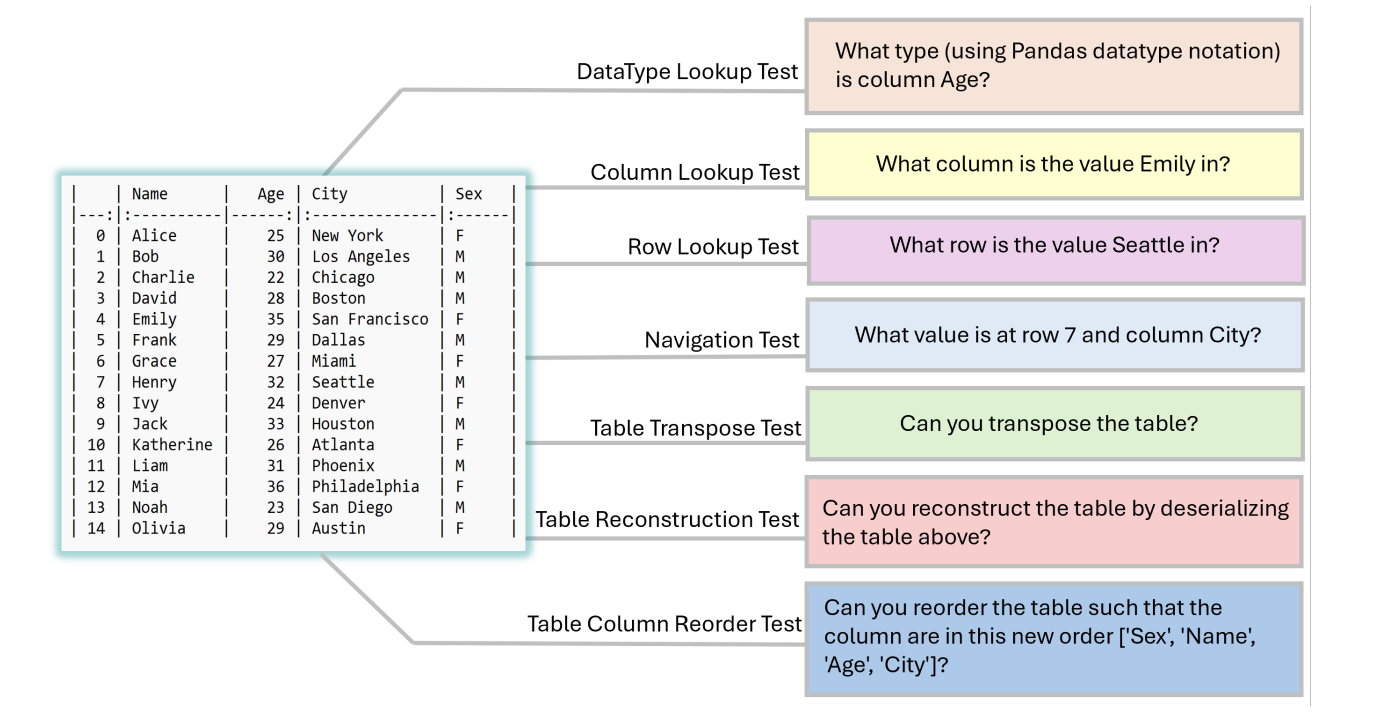 |    | Name       |   Age | City          | Sex   |
|---:|:----------|------:|:--------------|:------|
|  0 | Alice      |    25 | New York      | F     |
|  1 | Bob        |    30 | Los Angeles   | M     |
|  2 | Charlie    |    22 | Chicago       | M     |
|  3 | David      |    28 | Boston        | M     |
|  4 | Emily      |    35 | San Francisco | F     |
|  5 | Frank      |    29 | Dallas        | M     |
|  6 | Grace      |    27 | Miami         | F     |
|  7 | Henry      |    32 | Seattle       | M     |
|  8 | Ivy        |    24 | Denver        | F     |
|  9 | Jack       |    33 | Houston       | M     |
| 10 | Katherine  |    26 | Atlanta       | F     |
| 11 | Liam       |    31 | Phoenix       | M     |
| 12 | Mia        |    36 | Philadelphia  | F     |
| 13 | Noah       |    23 | San Diego     | M     |
| 14 | Olivia     |    29 | Austin        | F     |
DataType Lookup Test
What type (using Pandas datatype notation)
is column Age?
Column Lookup Test
What column is the value Emily in?
Row Lookup Test
What row is the value Seattle in?
Navigation Test
What value is at row 7 and column City?
Table Transpose Test
Can you transpose the table?
Table Reconstruction Test
Can you reconstruct the table by deserializing
the table above?
Table Column Reorder Test
Can you reorder the table such that the
column are in this new order ['Sex', 'Name',
'Age', 'City']?